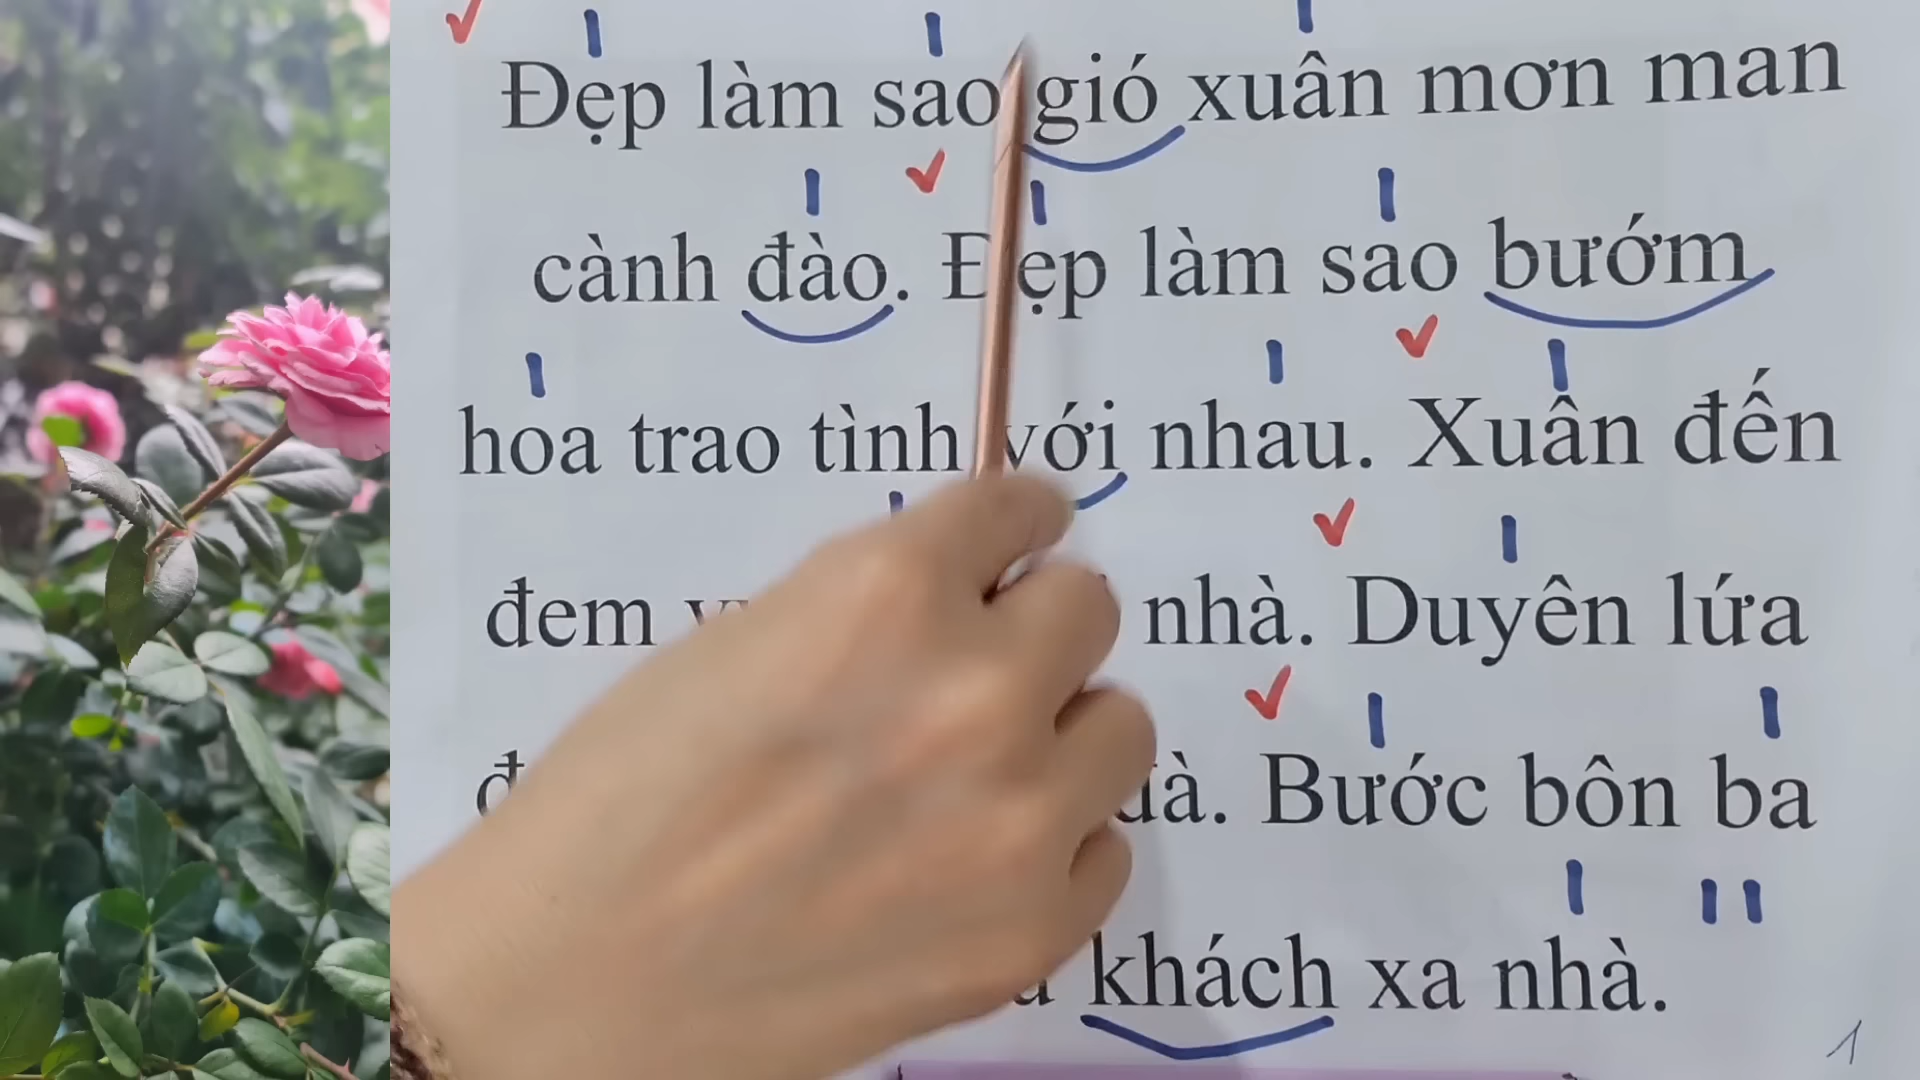 Đẹp làm sao gió xuân mơn man
cành đào. Đẹp làm sao bướm
hoa trao tình với nhau. Xuân đến
đem nhà. Duyên lứa
Bước bôn ba
khách xa nhà.
1